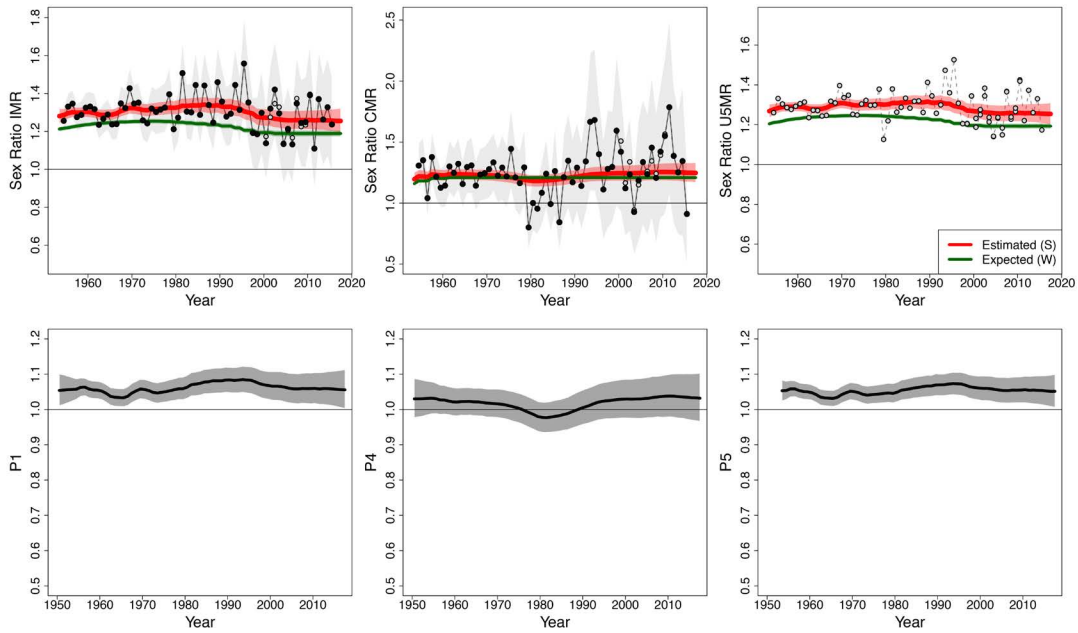 Sex Ratio IMR
0.6 0.8 1.0 1.2 1.4 1.6 1.8
1960 1970 1980 1990 2000 2010 2020
Year
Sex Ratio CMR
0.5 1.0 1.5 2.0 2.5
1960 1970 1980 1990 2000 2010 2020
Year
Sex Ratio U5MR
0.6 0.8 1.0 1.2 1.4 1.6
1960 1970 1980 1990 2000 2010 2020
Year
Estimated (S)
Expected (W)
P1
0.5 0.6 0.7 0.8 0.9 1.0 1.1 1.2
1950 1960 1970 1980 1990 2000 2010
Year
P4
0.5 0.6 0.7 0.8 0.9 1.0 1.1 1.2
1950 1960 1970 1980 1990 2000 2010
Year
P5
0.5 0.6 0.7 0.8 0.9 1.0 1.1 1.2
1950 1960 1970 1980 1990 2000 2010
Year